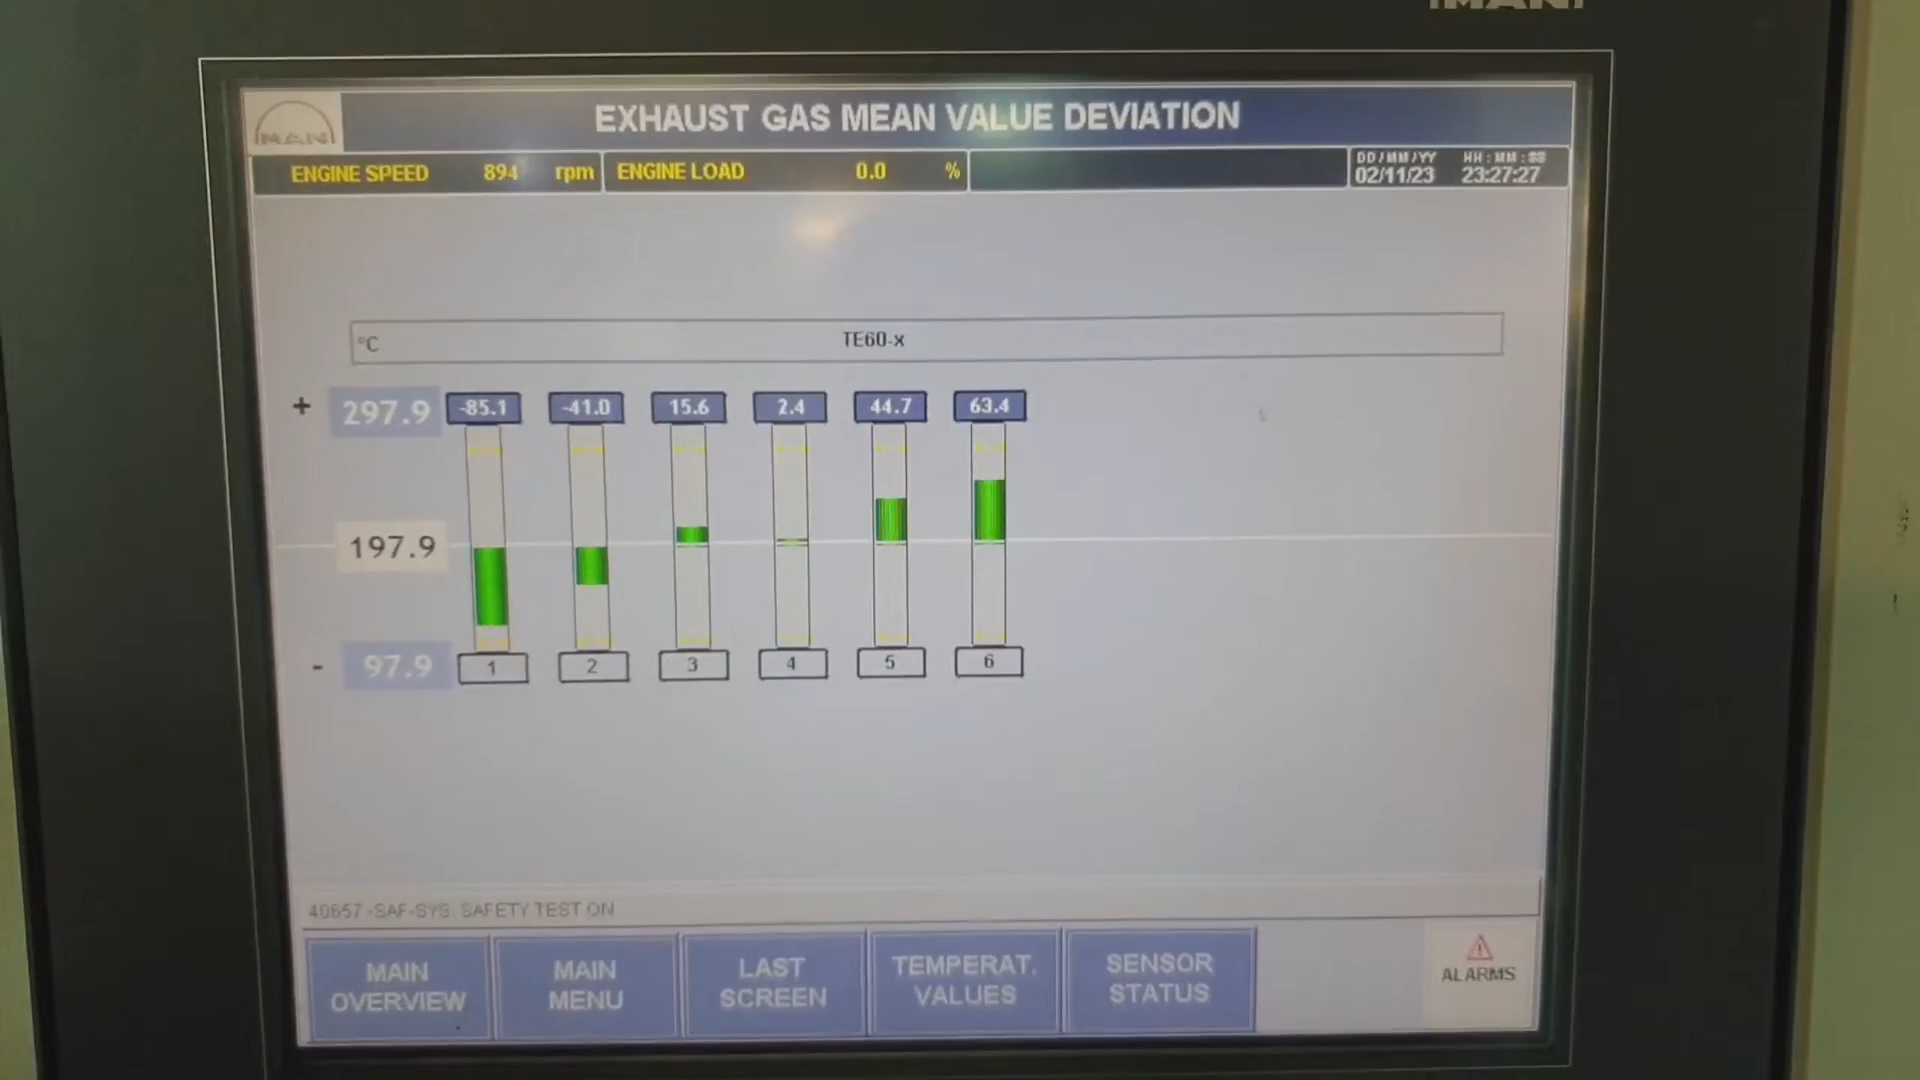 MAN
MAN
EXHAUST GAS MEAN VALUE DEVIATION
ENGINE SPEED 894 rpm ENGINE LOAD 0.0 %
DD/MM/YY HH:MM:SS
02/11/23 23:27:27
°C TE60-x
+ 297.9 -85.1 -41.0 15.6 2.4 44.7 63.4
197.9
- 97.9 1 2 3 4 5 6
40657 -SAF-SYS: SAFETY TEST ON
MAIN OVERVIEW
MAIN MENU
LAST SCREEN
TEMPERAT. VALUES
SENSOR STATUS
ALARMS